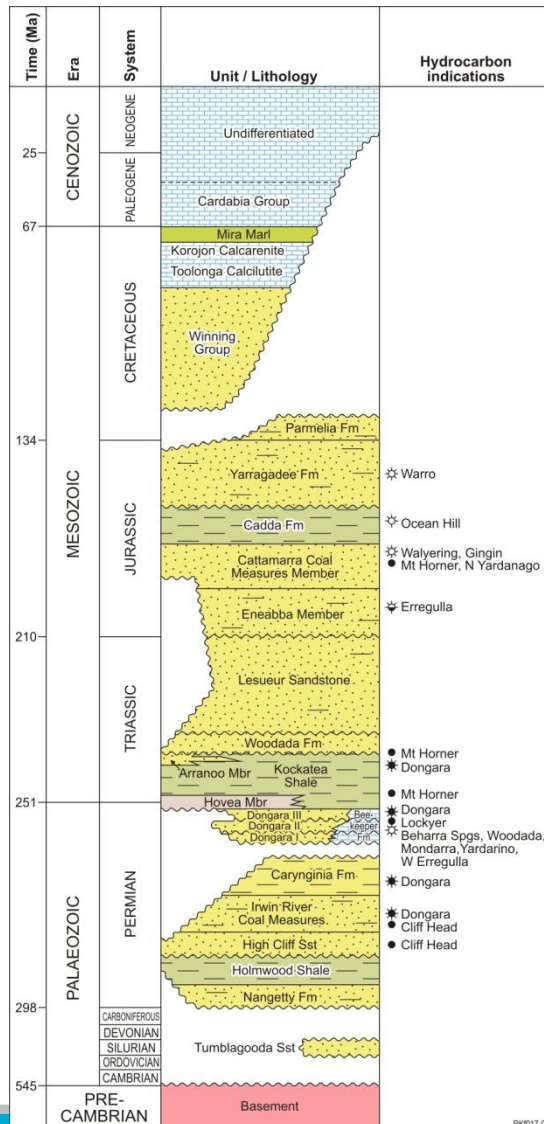 Time (Ma)
Era
System
Unit / Lithology
Hydrocarbon
indications
CENOZOIC
NEOGENE
Undifferentiated
25
PALEOGENE
Cardabia Group
67
Mira Marl
MESOZOIC
CRETACEOUS
Korojon Calcarenite
Toolonga Calcilutite
Winning
Group
Parmelia Fm
134
JURASSIC
Yarragadee Fm
Warro
Cadda Fm
Ocean Hill
Cattamarra Coal
Measures Member
Walyering, Gingin
Mt Horner, N Yardanago
Eneabba Member
Erregulla
210
TRIASSIC
Lesueur Sandstone
Woodada Fm
Mt Horner
Arranoo Mbr
Kockatea
Shale
Dongara
Mt Horner
251
Hovea Mbr
PALAEOZOIC
PERMIAN
Dongara III
Dongara II
Dongara I
Bee-
keeper
Fm
Dongara
Lockyer
Beharra Spgs, Woodada,
Mondarra,Yardarino,
W Erregulla
Carynginia Fm
Dongara
Irwin River
Coal Measures
Dongara
Cliff Head
High Cliff Sst
Cliff Head
Holmwood Shale
Nangetty Fm
298
CARBONIFEROUS
DEVONIAN
SILURIAN
Tumblagooda Sst
ORDOVICIAN
CAMBRIAN
545
PRE-
CAMBRIAN
Basement